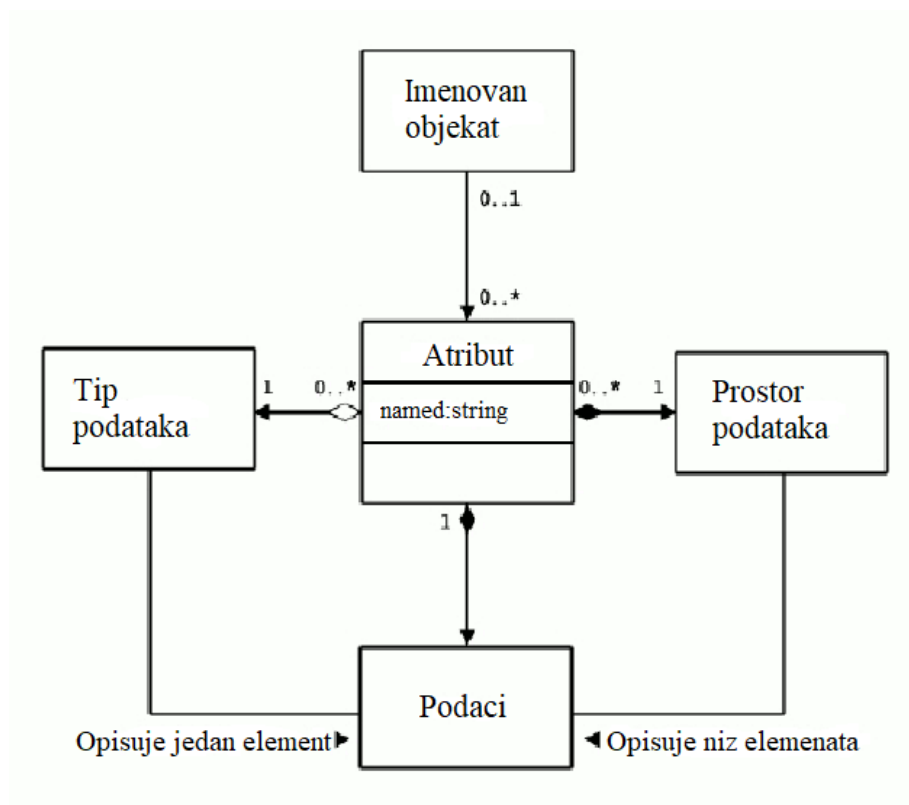 Imenovan
objekat
0..1
0..*
Atribut
Tip
podataka
1
0..*
named:string
0..*
1
Prostor
podataka
1
Podaci
Opisuje jedan element
Opisuje niz elemenata